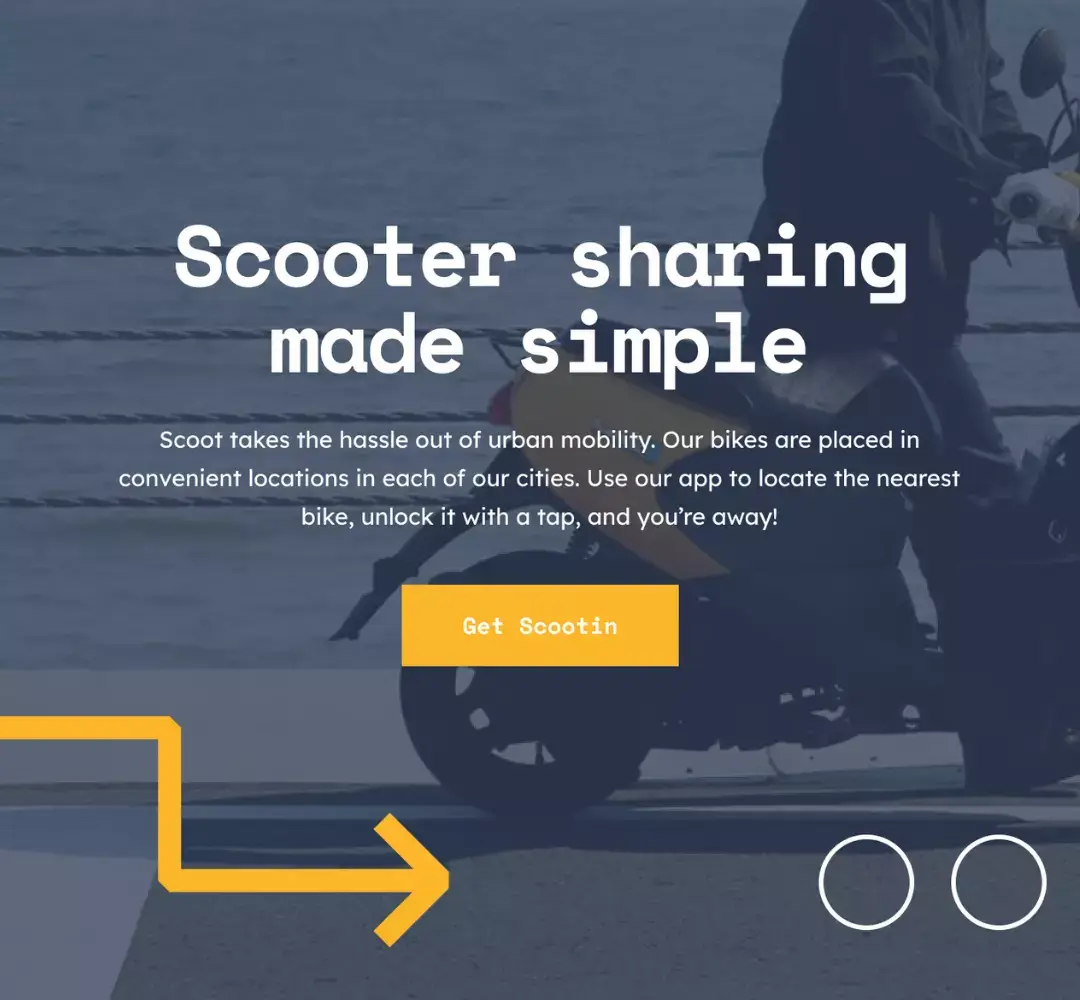 Scooter sharing
made simple
Scoot takes the hassle out of urban mobility. Our bikes are placed in
convenient locations in each of our cities. Use our app to locate the nearest
bike, unlock it with a tap, and you’re away!
Get Scootin